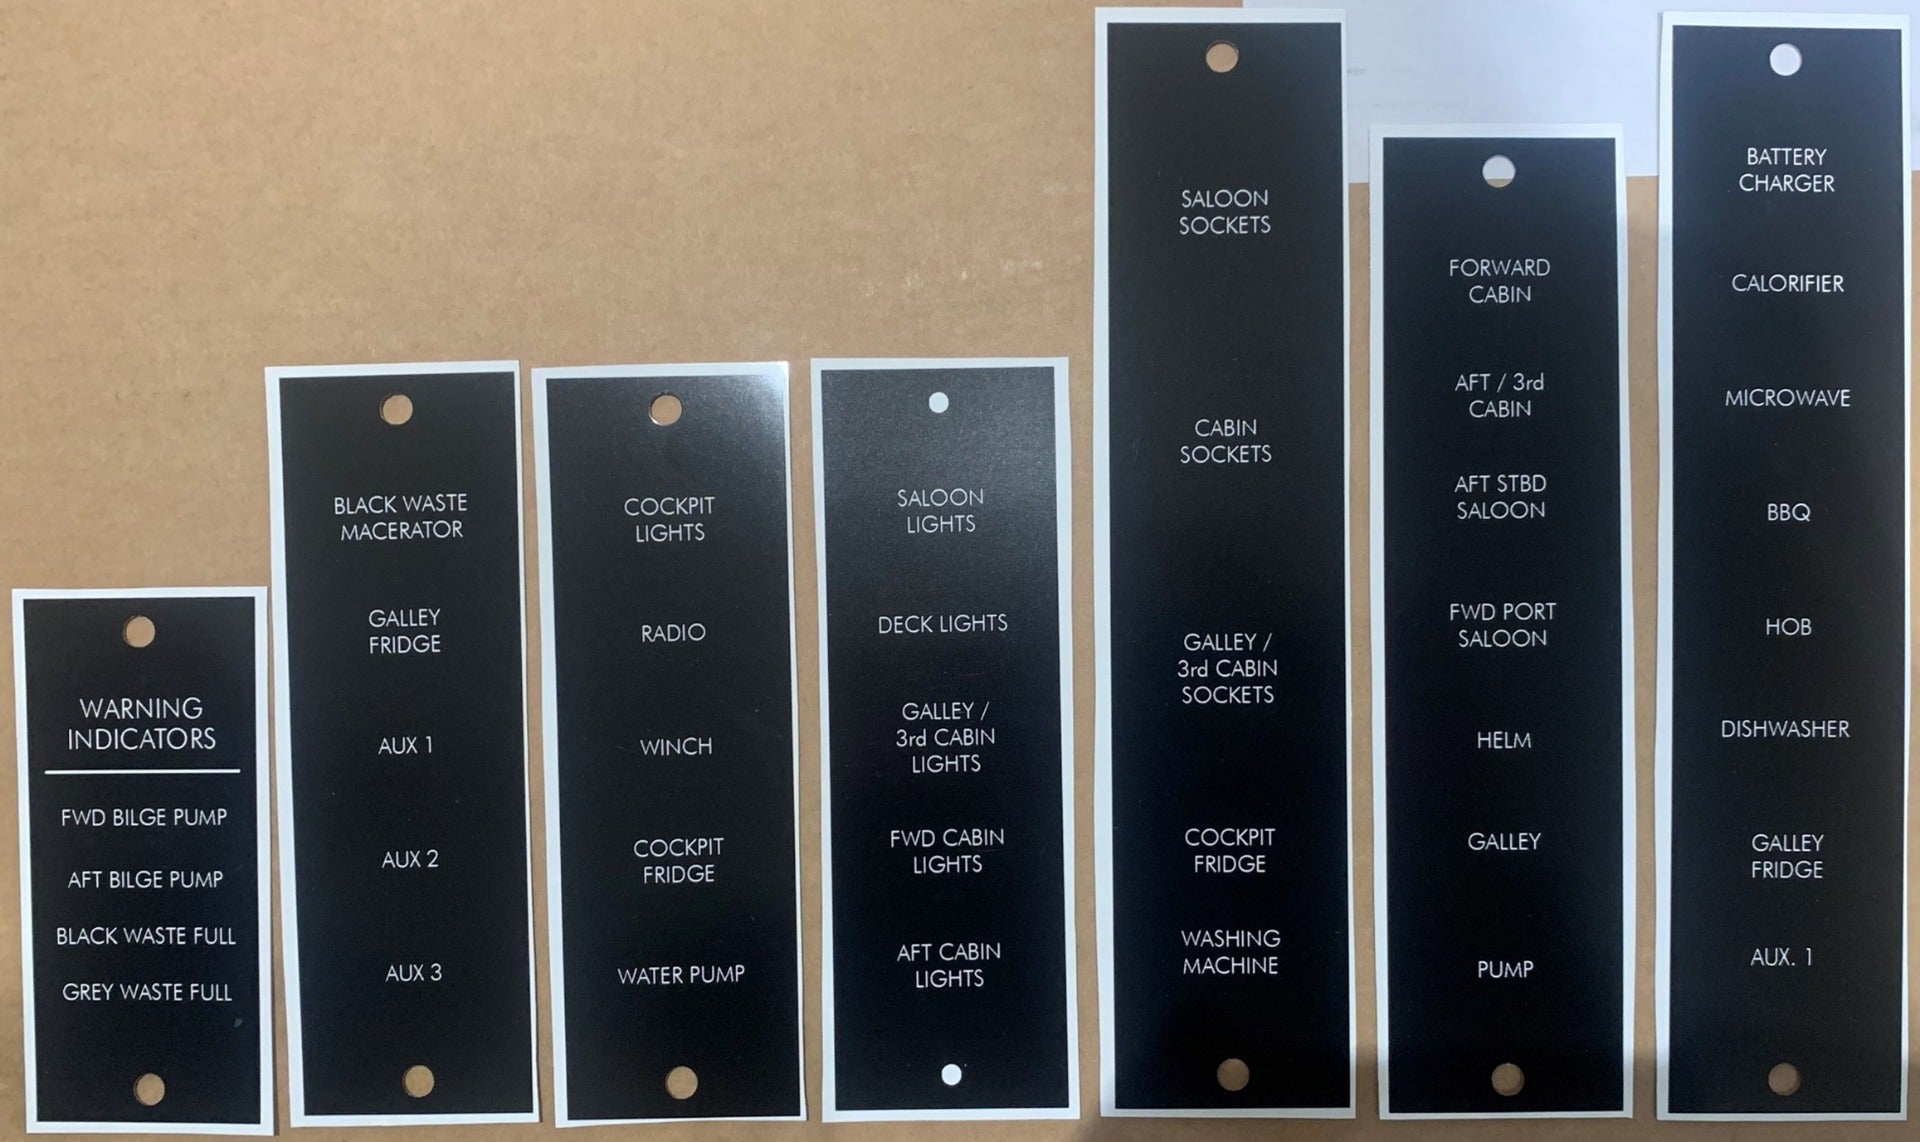 WARNING
INDICATORS
FWD BILGE PUMP
AFT BILGE PUMP
BLACK WASTE FULL
GREY WASTE FULL
BLACK WASTE
MACERATOR
GALLEY
FRIDGE
AUX 1
AUX 2
AUX 3
COCKPIT
LIGHTS
RADIO
WINCH
COCKPIT
FRIDGE
WATER PUMP
SALOON
LIGHTS
DECK LIGHTS
GALLEY /
3rd CABIN
LIGHTS
FWD CABIN
LIGHTS
AFT CABIN
LIGHTS
SALOON
SOCKETS
CABIN
SOCKETS
GALLEY /
3rd CABIN
SOCKETS
COCKPIT
FRIDGE
WASHING
MACHINE
FORWARD
CABIN
AFT / 3rd
CABIN
AFT STBD
SALOON
FWD PORT
SALOON
HELM
GALLEY
PUMP
BATTERY
CHARGER
CALORIFIER
MICROWAVE
BBQ
HOB
DISHWASHER
GALLEY
FRIDGE
AUX. 1